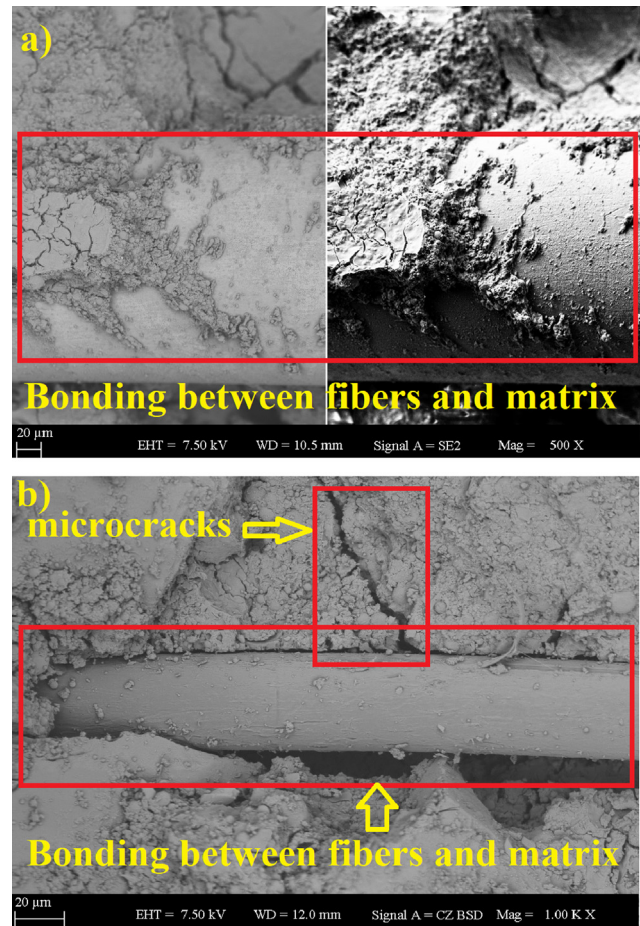 a)
Bonding between fibers and matrix
20 µm
EHT = 7.50 kV WD = 10.5 mm Signal A = SE2 Mag = 500 X
b)
microcracks
Bonding between fibers and matrix
20 µm
EHT = 7.50 kV WD = 12.0 mm Signal A = CZ BSD Mag = 1.00 K X